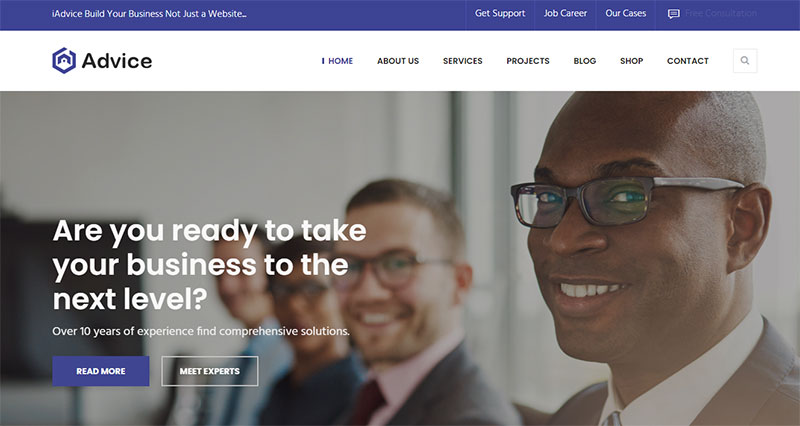 iAdvice Build Your Business Not Just a Website...
Get Support
Job Career
Our Cases
Free Consultation
Advice
HOME
ABOUT US
SERVICES
PROJECTS
BLOG
SHOP
CONTACT
Are you ready to take
your business to the
next level?
Over 10 years of experience find comprehensive solutions.
READ MORE
MEET EXPERTS